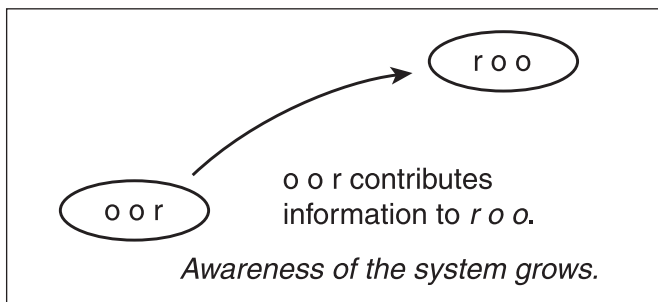 r o o
o o r
o o r contributes
information to r o o.
Awareness of the system grows.